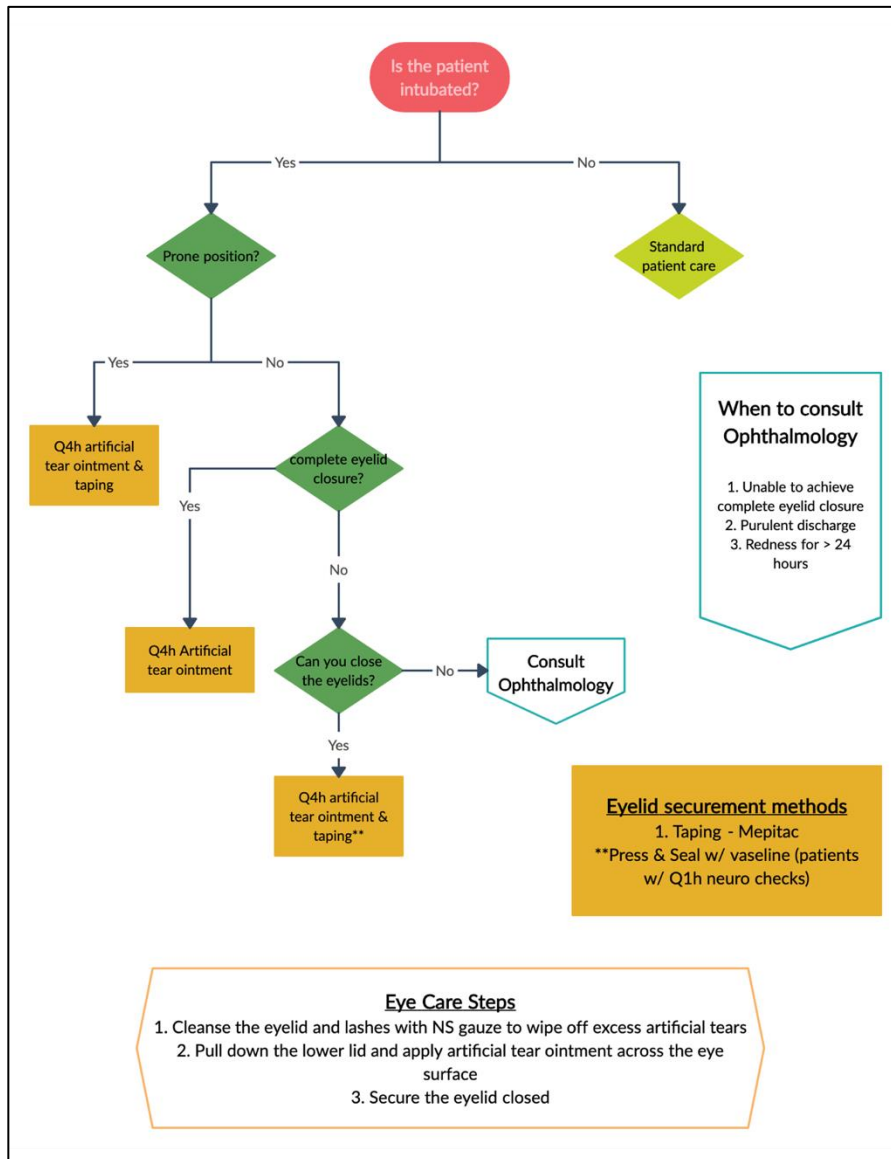 Is the patient
intubated?
Yes
No
Prone position?
Standard
patient care
Yes
No
Q4h artificial
tear ointment &
taping
complete eyelid
closure?
Yes
No
When to consult
Ophthalmology
1. Unable to achieve
complete eyelid closure
2. Purulent discharge
3. Redness for > 24
hours
Q4h Artificial
tear ointment
Can you close
the eyelids?
No
Consult
Ophthalmology
Yes
Q4h artificial
tear ointment &
taping**
Eyelid securement methods
1. Taping - Mepitac
**Press & Seal w/ vaseline (patients
w/ Q1h neuro checks)
Eye Care Steps
1. Cleanse the eyelid and lashes with NS gauze to wipe off excess artificial tears
2. Pull down the lower lid and apply artificial tear ointment across the eye
surface
3. Secure the eyelid closed